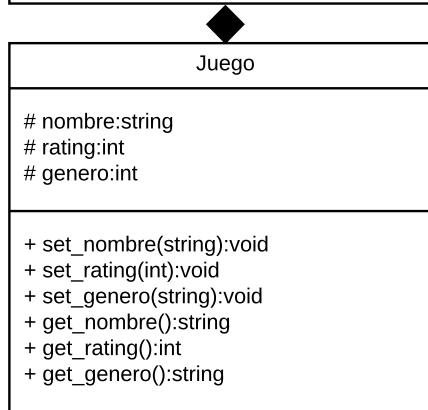 Juego
# nombre:string
# rating:int
# genero:int
+ set_nombre(string):void
+ set_rating(int):void
+ set_genero(string):void
+ get_nombre():string
+ get_rating():int
+ get_genero():string